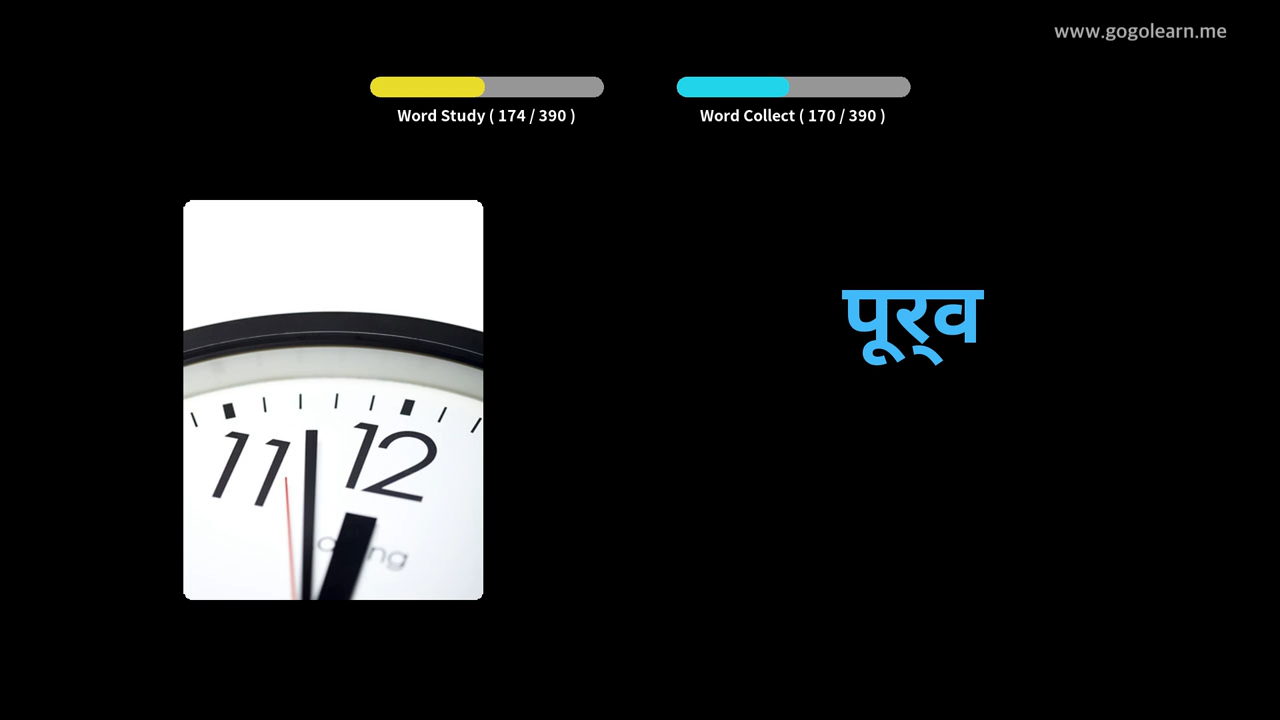 www.gogolearn.me
Word Study ( 174 / 390 )
Word Collect ( 170 / 390 )
पूर्‌व
11 12